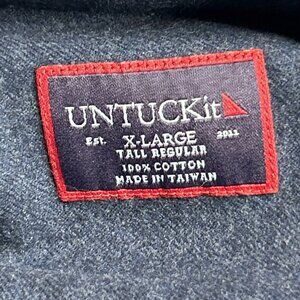 UNTUCKit
EST. X-LARGE 2011
TALL REGULAR
100% COTTON
MADE IN TAIWAN